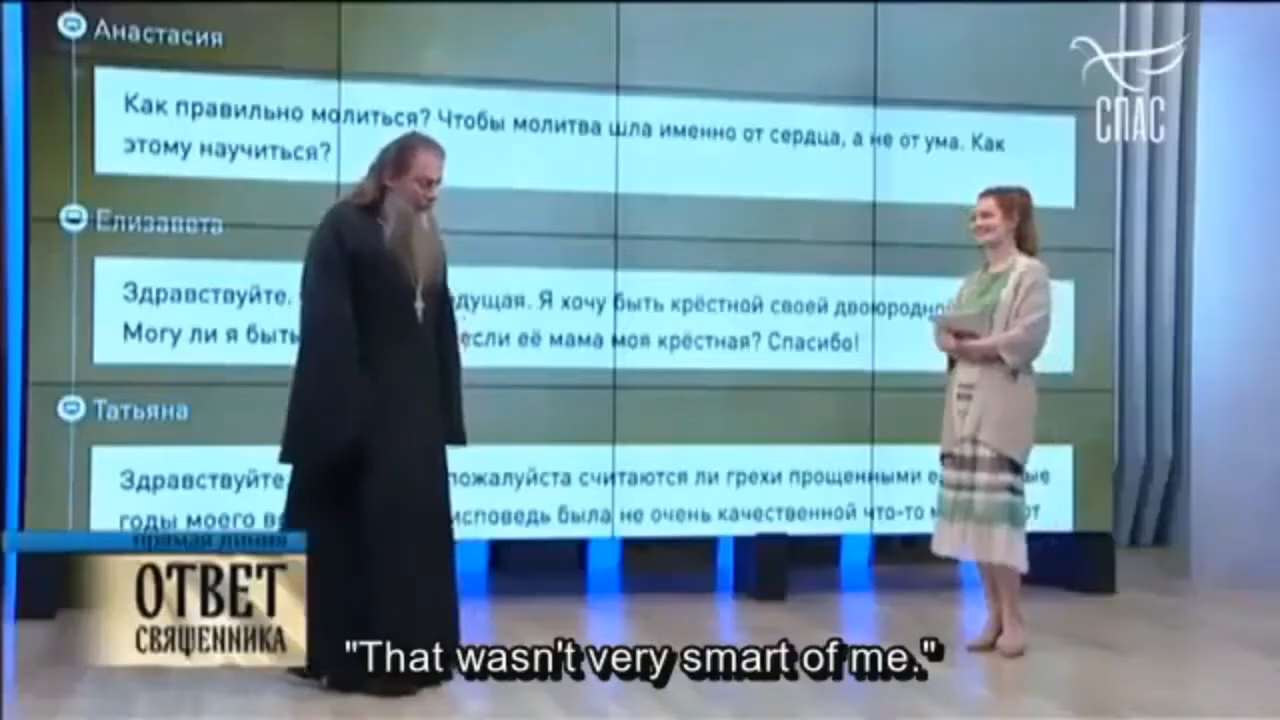 Анастасия
Как правильно молиться? Чтобы молитва шла именно от сердца, а не от ума. Как
этому научиться?
СПАС
Елизавета
Здравствуйте. Я хочу быть крёстной своей
Могу ли я быть если её мама моя крёстная? Спасибо!
Татьяна
Здравствуйте пожалуйста считаются ли грехи прощенными
годы моего исповедь была не очень качественной что-то
прямая линия
ОТВЕТ
СВЯЩЕННИКА
"That wasn't very smart of me."